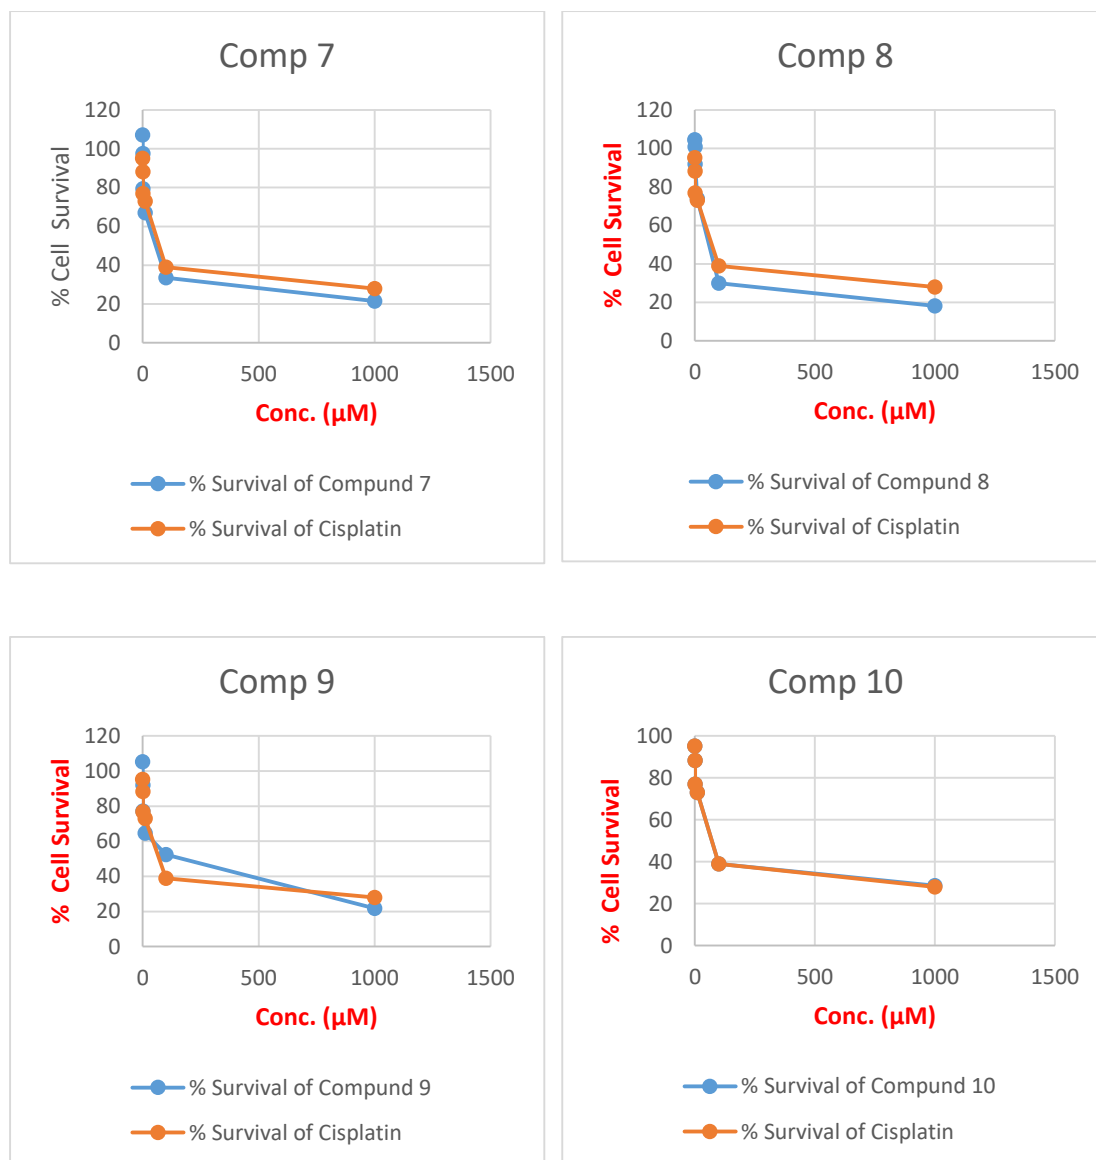 Comp 7
% Cell  Survival
120
100
80
60
40
20
0
0 500 1000 1500
Conc. (µM)
% Survival of Compund 7
% Survival of Cisplatin
Comp 8
%  Cell Survival
120
100
80
60
40
20
0
0 500 1000 1500
Conc. (µM)
% Survival of Compund 8
% Survival of Cisplatin
Comp 9
%  Cell Survival
120
100
80
60
40
20
0
0 500 1000 1500
Conc. (µM)
% Survival of Compund 9
% Survival of Cisplatin
Comp 10
%  Cell Survival
100
80
60
40
20
0
0 500 1000 1500
Conc. (µM)
% Survival of Compund 10
% Survival of Cisplatin